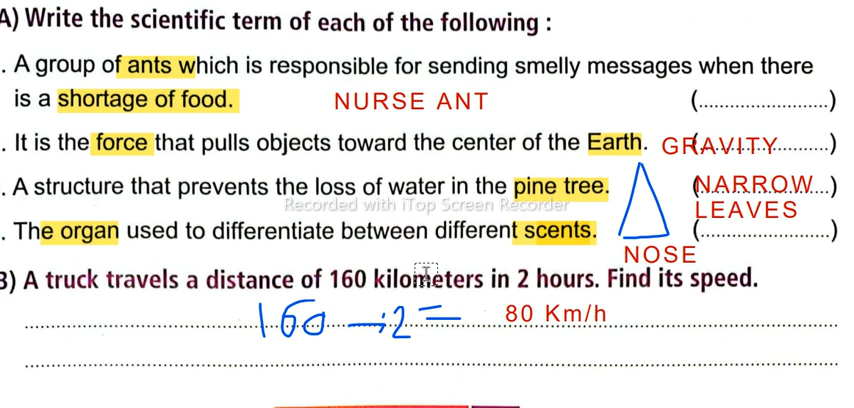 A) Write the scientific term of each of the following :
. A group of ants which is responsible for sending smelly messages when there
is a shortage of food. NURSE ANT (........................)
. It is the force that pulls objects toward the center of the Earth. GRAVITY (........................)
. A structure that prevents the loss of water in the pine tree. (NARROW...)
Recorded with iTop Screen Recorder
LEAVES
. The organ used to differentiate between different scents. (........................)
NOSE
B) A truck travels a distance of 160 kilometers in 2 hours. Find its speed.
160 ÷ 2 = 80 Km/h